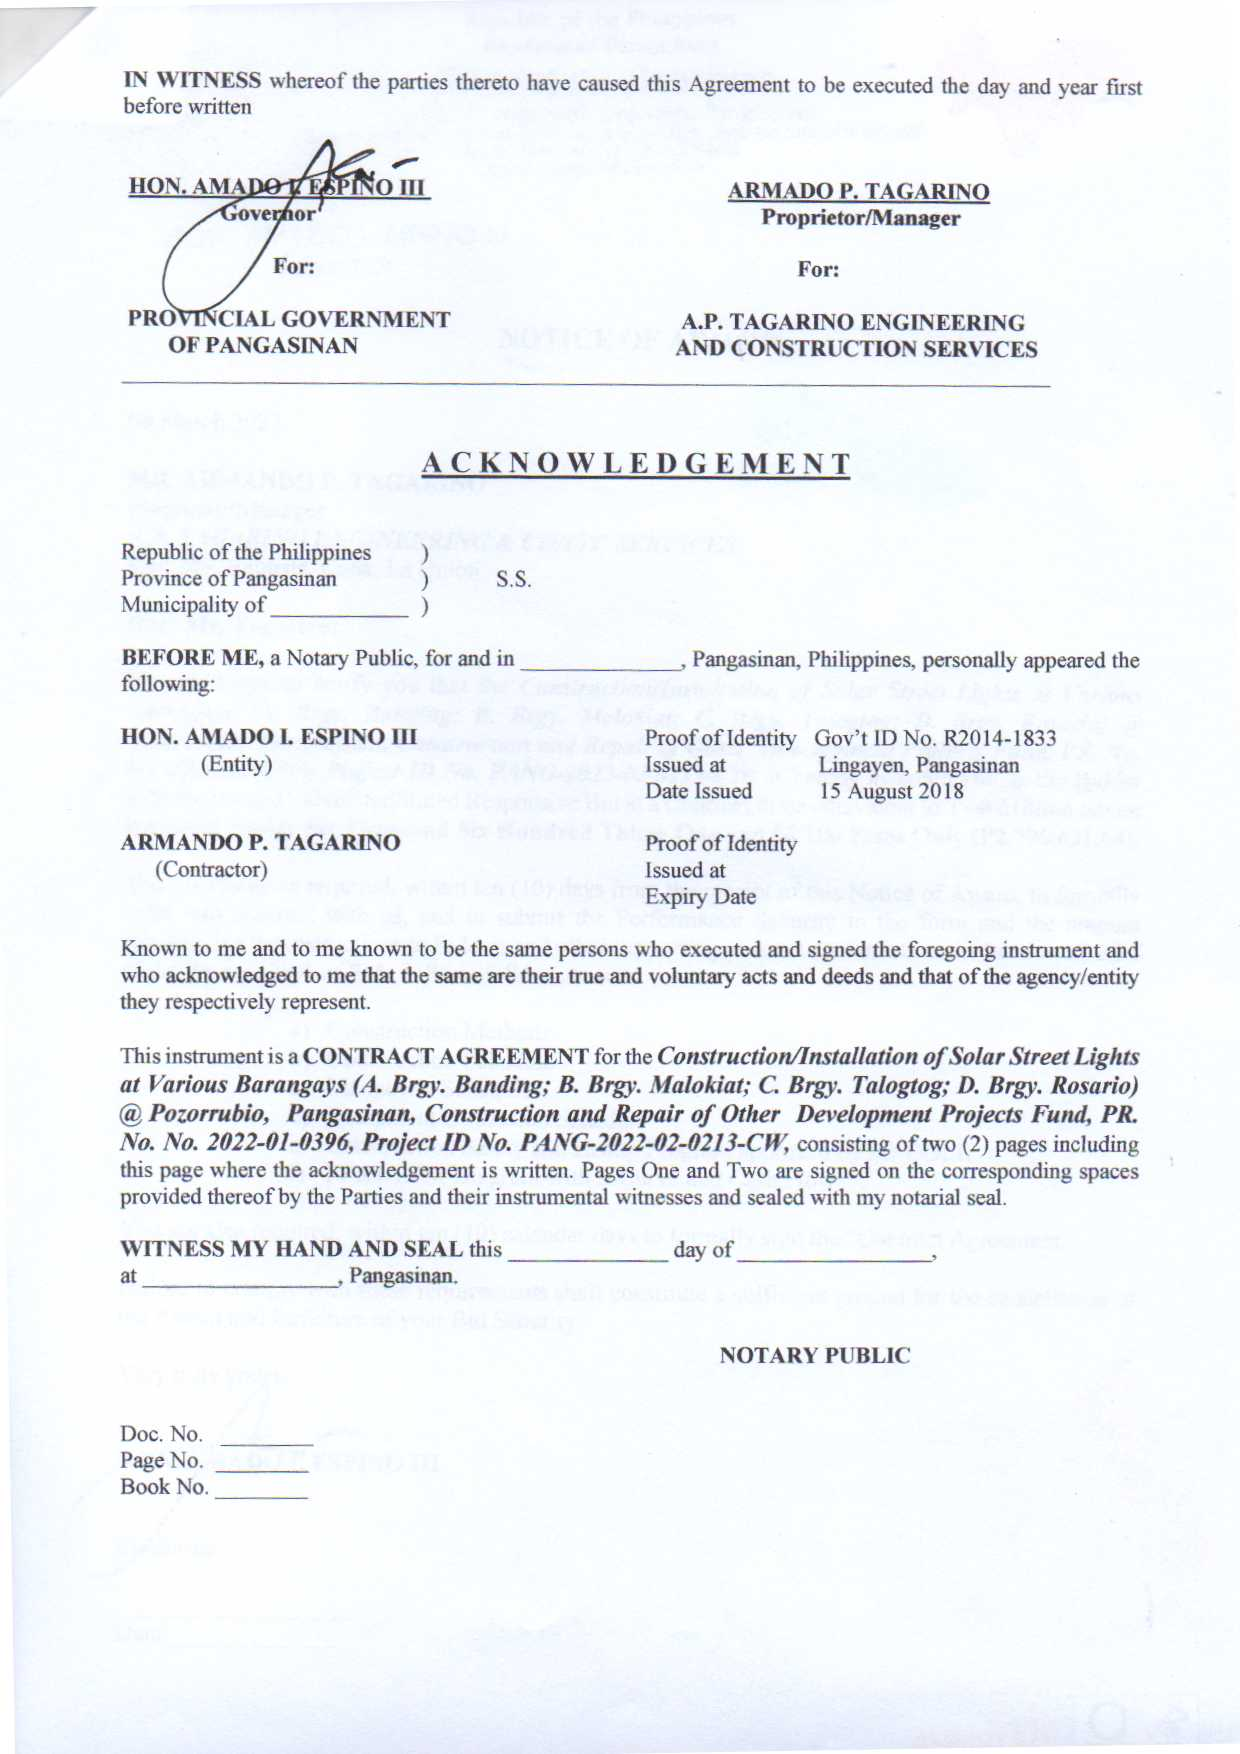 IN WITNESS whereof the parties thereto have caused this Agreement to be executed the day and year first
before written
HON. AMADO I. ESPINO III
Governor
For:
PROVINCIAL GOVERNMENT
OF PANGASINAN
ARMADO P. TAGARINO
Proprietor/Manager
For:
A.P. TAGARINO ENGINEERING
AND CONSTRUCTION SERVICES
ACKNOWLEDGEMENT
Republic of the Philippines )
Province of Pangasinan ) S.S.
Municipality of ____________ )
BEFORE ME, a Notary Public, for and in ______________, Pangasinan, Philippines, personally appeared the
following:
HON. AMADO I. ESPINO III Proof of Identity Gov't ID No. R2014-1833
(Entity) Issued at Lingayen, Pangasinan
Date Issued 15 August 2018
ARMANDO P. TAGARINO Proof of Identity
(Contractor) Issued at
Expiry Date
Known to me and to me known to be the same persons who executed and signed the foregoing instrument and
who acknowledged to me that the same are their true and voluntary acts and deeds and that of the agency/entity
they respectively represent.
This instrument is a CONTRACT AGREEMENT for the Construction/Installation of Solar Street Lights
at Various Barangays (A. Brgy. Banding; B. Brgy. Malokiat; C. Brgy. Talogtog; D. Brgy. Rosario)
@ Pozorrubio, Pangasinan, Construction and Repair of Other Development Projects Fund, PR.
No. No. 2022-01-0396, Project ID No. PANG-2022-02-0213-CW, consisting of two (2) pages including
this page where the acknowledgement is written. Pages One and Two are signed on the corresponding spaces
provided thereof by the Parties and their instrumental witnesses and sealed with my notarial seal.
WITNESS MY HAND AND SEAL this ______________ day of _________________,
at _________________, Pangasinan.
NOTARY PUBLIC
Doc. No. ________
Page No. ________
Book No. ________